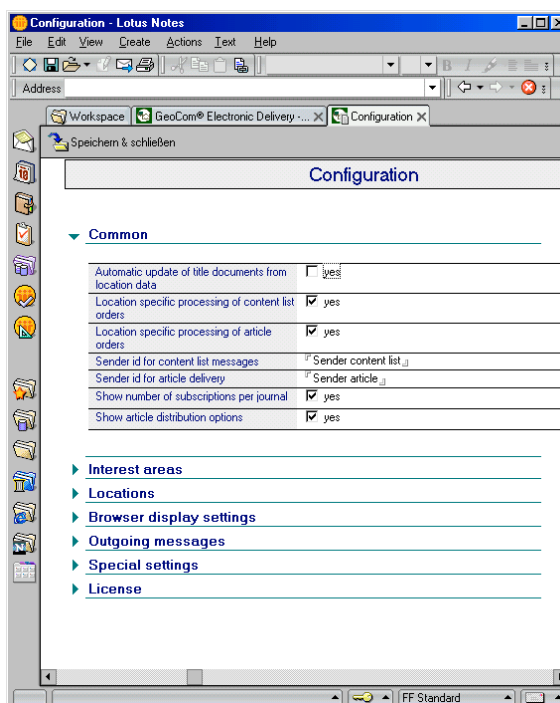 Configuration - Lotus Notes
File Edit View Create Actions Text Help
B I
Address
Workspace GeoCom® Electronic Delivery -... Configuration
Speichern & schließen
Configuration
Common
Automatic update of title documents from location data yes
Location specific processing of content list orders yes
Location specific processing of article orders yes
Sender id for content list messages Sender content list
Sender id for article delivery Sender article
Show number of subscriptions per journal yes
Show article distribution options yes
Interest areas
Locations
Browser display settings
Outgoing messages
Special settings
License
FF Standard